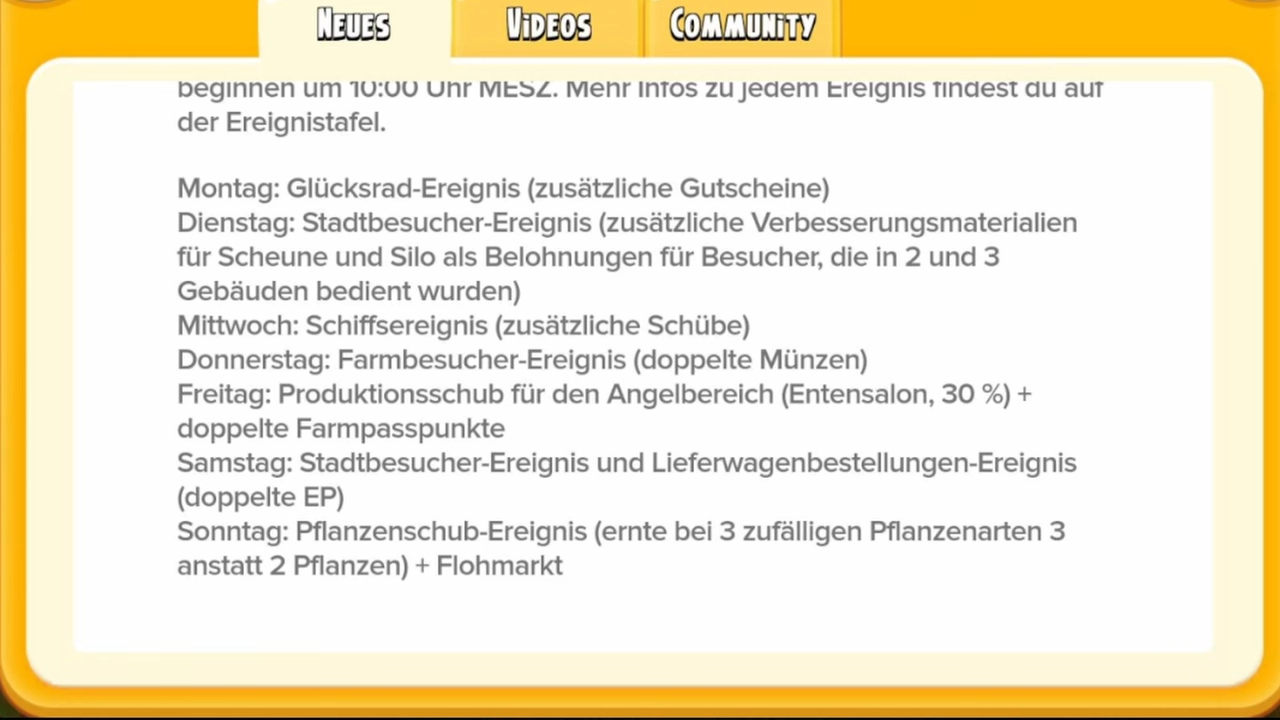 Neues
Videos
Community
beginnen um 10:00 Uhr MESZ. Mehr Infos zu jedem Ereignis findest du auf
der Ereignistafel.
Montag: Glücksrad-Ereignis (zusätzliche Gutscheine)
Dienstag: Stadtbesucher-Ereignis (zusätzliche Verbesserungsmaterialien
für Scheune und Silo als Belohnungen für Besucher, die in 2 und 3
Gebäuden bedient wurden)
Mittwoch: Schiffsereignis (zusätzliche Schübe)
Donnerstag: Farmbesucher-Ereignis (doppelte Münzen)
Freitag: Produktionsschub für den Angelbereich (Entensalon, 30 %) +
doppelte Farmpasspunkte
Samstag: Stadtbesucher-Ereignis und Lieferwagenbestellungen-Ereignis
(doppelte EP)
Sonntag: Pflanzenschub-Ereignis (ernte bei 3 zufälligen Pflanzenarten 3
anstatt 2 Pflanzen) + Flohmarkt